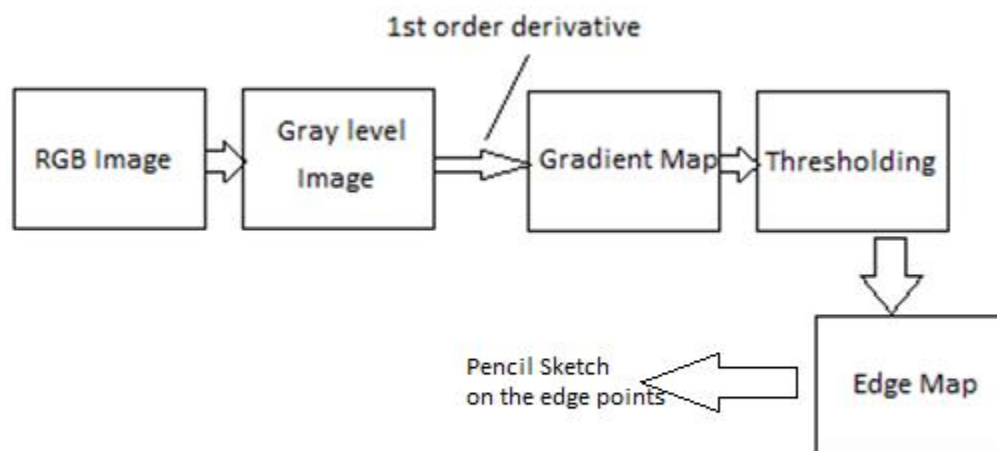 1st order derivative
RGB Image
Gray level
Image
Gradient Map
Thresholding
Edge Map
Pencil Sketch
on the edge points